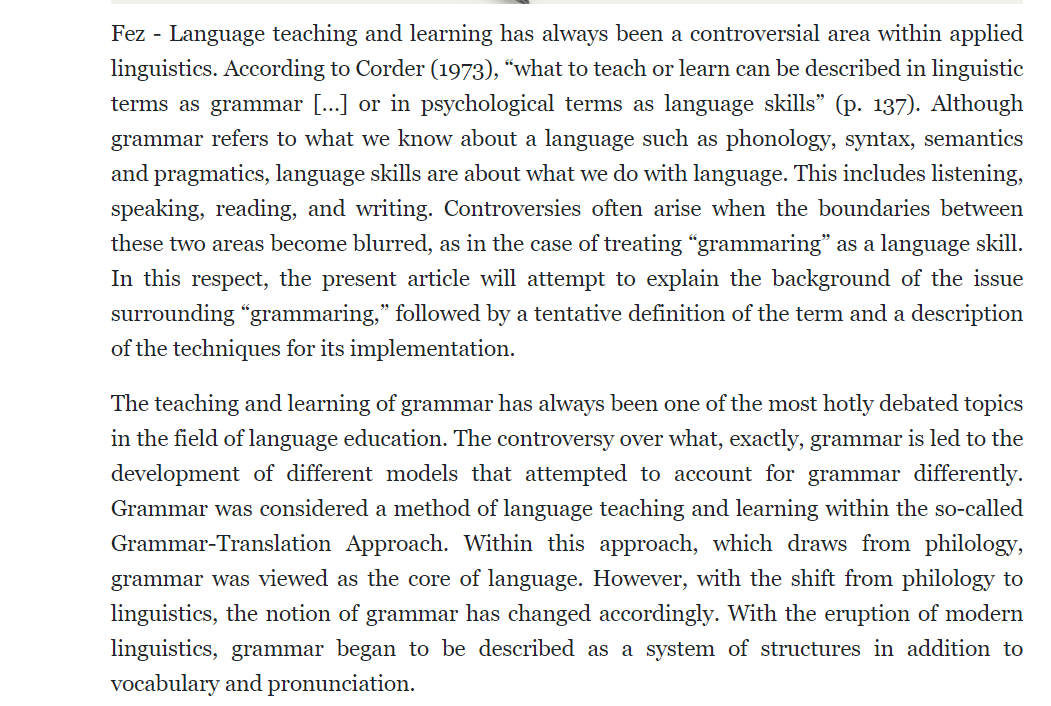 Fez - Language teaching and learning has always been a controversial area within applied
linguistics. According to Corder (1973), “what to teach or learn can be described in linguistic
terms as grammar [...] or in psychological terms as language skills” (p. 137). Although
grammar refers to what we know about a language such as phonology, syntax, semantics
and pragmatics, language skills are about what we do with language. This includes listening,
speaking, reading, and writing. Controversies often arise when the boundaries between
these two areas become blurred, as in the case of treating “grammaring” as a language skill.
In this respect, the present article will attempt to explain the background of the issue
surrounding “grammaring,” followed by a tentative definition of the term and a description
of the techniques for its implementation.
The teaching and learning of grammar has always been one of the most hotly debated topics
in the field of language education. The controversy over what, exactly, grammar is led to the
development of different models that attempted to account for grammar differently.
Grammar was considered a method of language teaching and learning within the so-called
Grammar-Translation Approach. Within this approach, which draws from philology,
grammar was viewed as the core of language. However, with the shift from philology to
linguistics, the notion of grammar has changed accordingly. With the eruption of modern
linguistics, grammar began to be described as a system of structures in addition to
vocabulary and pronunciation.